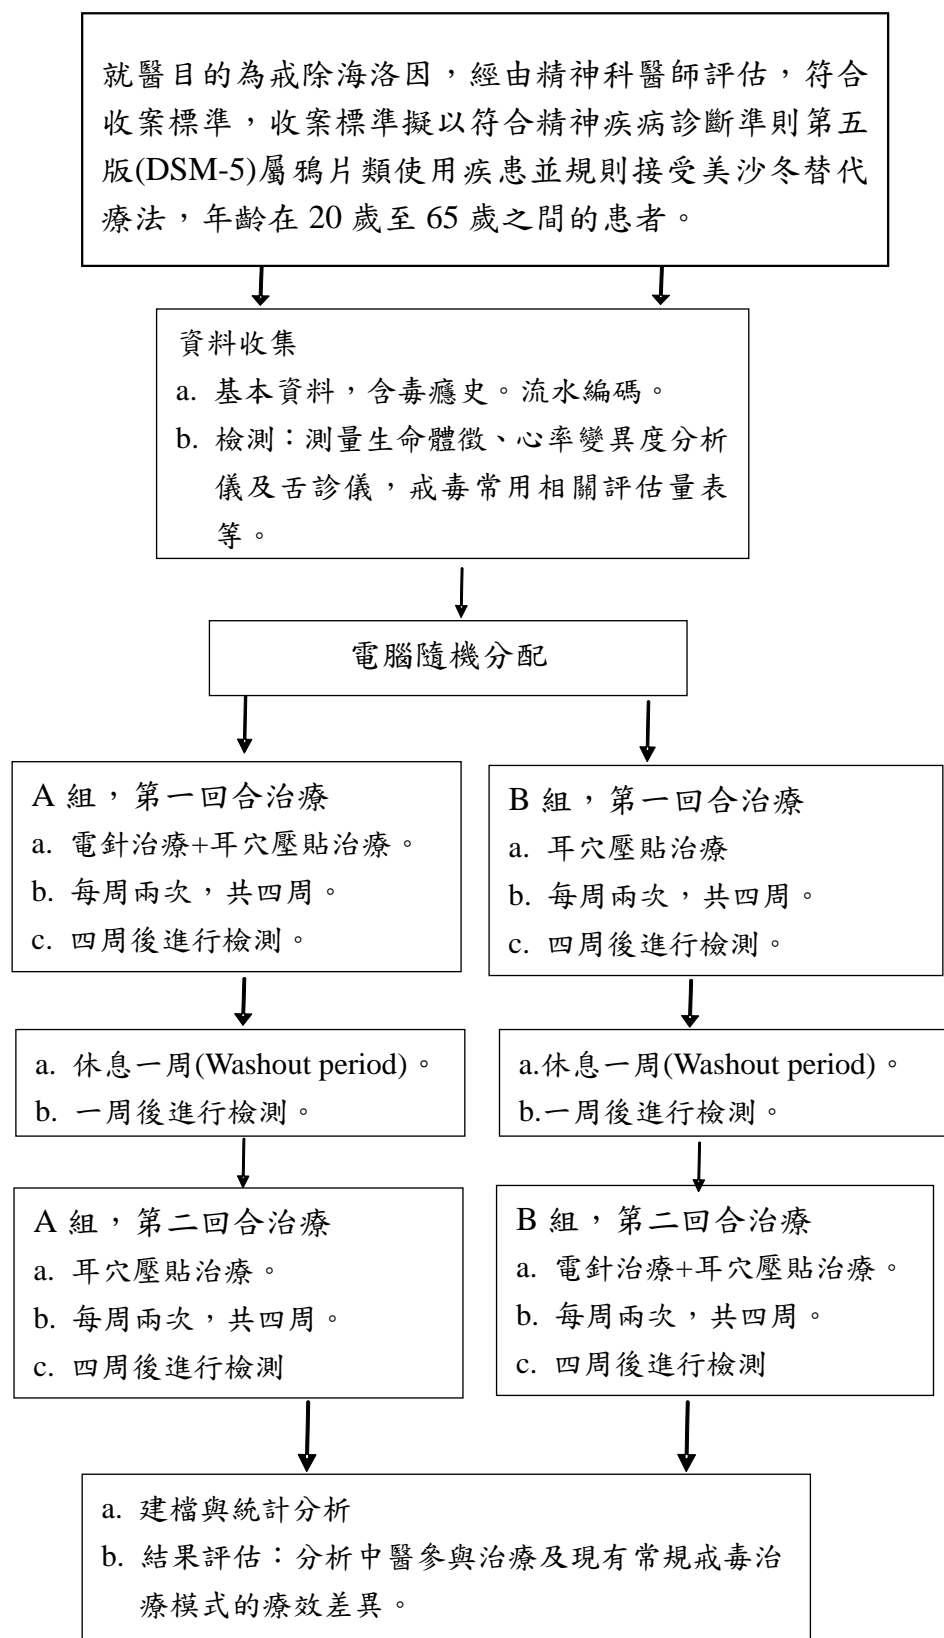 就醫目的為戒除海洛因，經由精神科醫師評估，符合
收案標準，收案標準擬以符合精神疾病診斷準則第五
版(DSM-5)屬鴉片類使用疾患並規則接受美沙冬替代
療法，年齡在 20 歲至 65 歲之間的患者。
資料收集
a. 基本資料，含毒癮史。流水編碼。
b. 檢測：測量生命體徵、心率變異度分析
儀及舌診儀，戒毒常用相關評估量表
等。
電腦隨機分配
A 組，第一回合治療
a. 電針治療+耳穴壓貼治療。
b. 每周兩次，共四周。
c. 四周後進行檢測。
B 組，第一回合治療
a. 耳穴壓貼治療
b. 每周兩次，共四周。
c. 四周後進行檢測。
a. 休息一周(Washout period)。
b. 一周後進行檢測。
a.休息一周(Washout period)。
b.一周後進行檢測。
A 組，第二回合治療
a. 耳穴壓貼治療。
b. 每周兩次，共四周。
c. 四周後進行檢測
B 組，第二回合治療
a. 電針治療+耳穴壓貼治療。
b. 每周兩次，共四周。
c. 四周後進行檢測
a. 建檔與統計分析
b. 結果評估：分析中醫參與治療及現有常規戒毒治
療模式的療效差異。